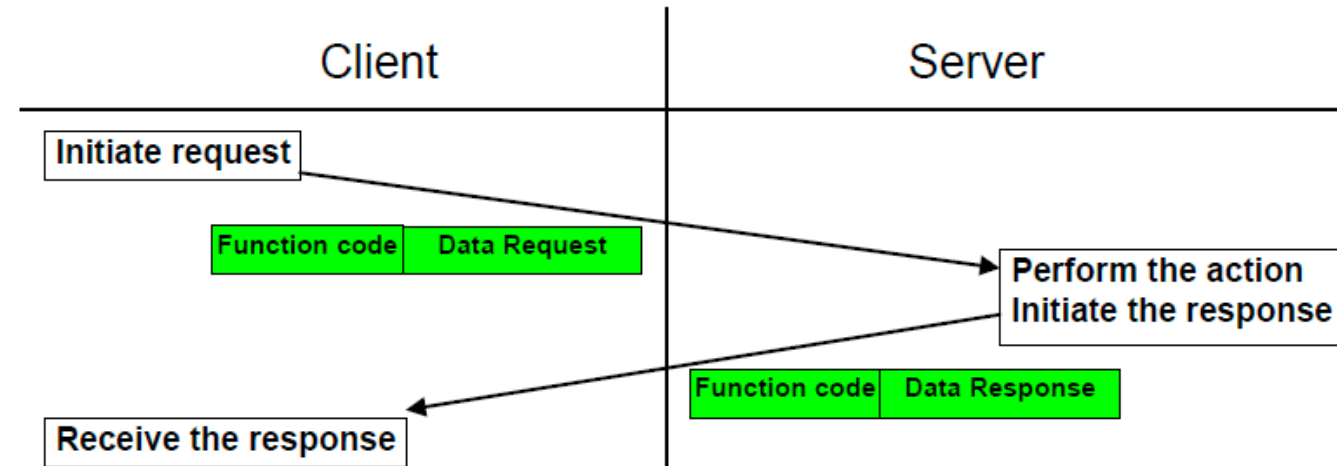 Client
Server
Initiate request
Function code
Data Request
Perform the action
Initiate the response
Function code
Data Response
Receive the response